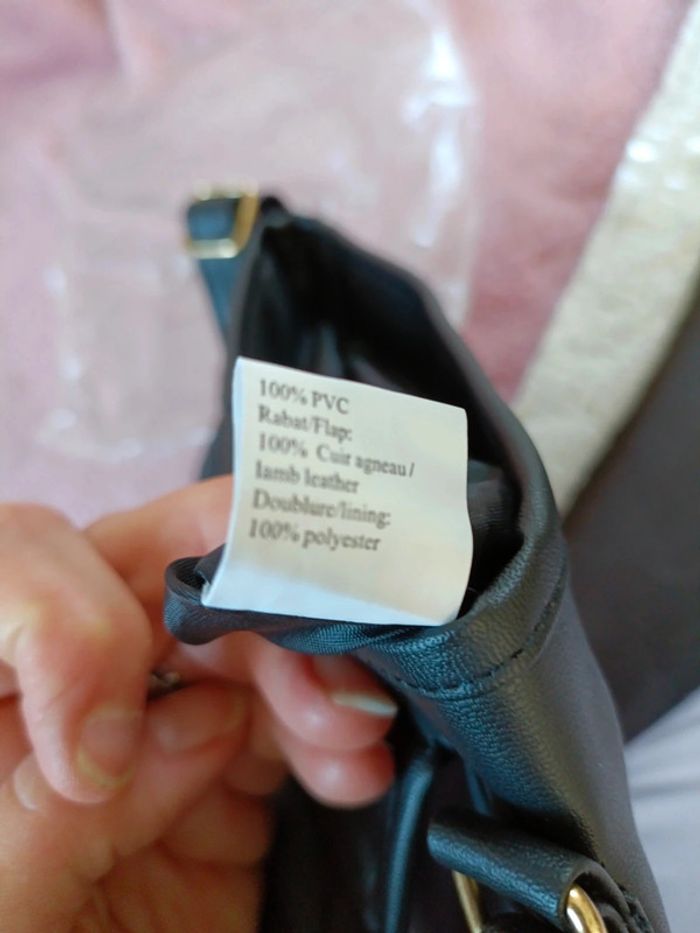 100% PVC
Rabat/Flap:
100% Cuir agneau/
lamb leather
Doublure/lining:
100% polyester